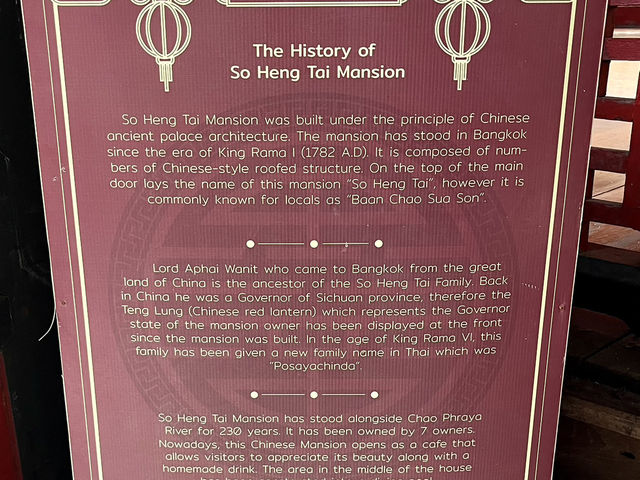 The History of
So Heng Tai Mansion
So Heng Tai Mansion was built under the principle of Chinese
ancient palace architecture. The mansion has stood in Bangkok
since the era of King Rama I (1782 A.D). It is composed of num-
bers of Chinese-style roofed structure. On the top of the main
door lays the name of this mansion "So Heng Tai", however it is
commonly known for locals as "Baan Chao Sua Son".
Lord Aphai Wanit who came to Bangkok from the great
land of China is the ancestor of the So Heng Tai Family. Back
in China he was a Governor of Sichuan province, therefore the
Teng Lung (Chinese red lantern) which represents the Governor
state of the mansion owner has been displayed at the front
since the mansion was built. In the age of King Rama VI, this
family has been given a new family name in Thai which was
"Posayachinda".
So Heng Tai Mansion has stood alongside Chao Phraya
River for 230 years. It has been owned by 7 owners.
Nowadays, this Chinese Mansion opens as a cafe that
allows visitors to appreciate its beauty along with a
homemade drink. The area in the middle of the house